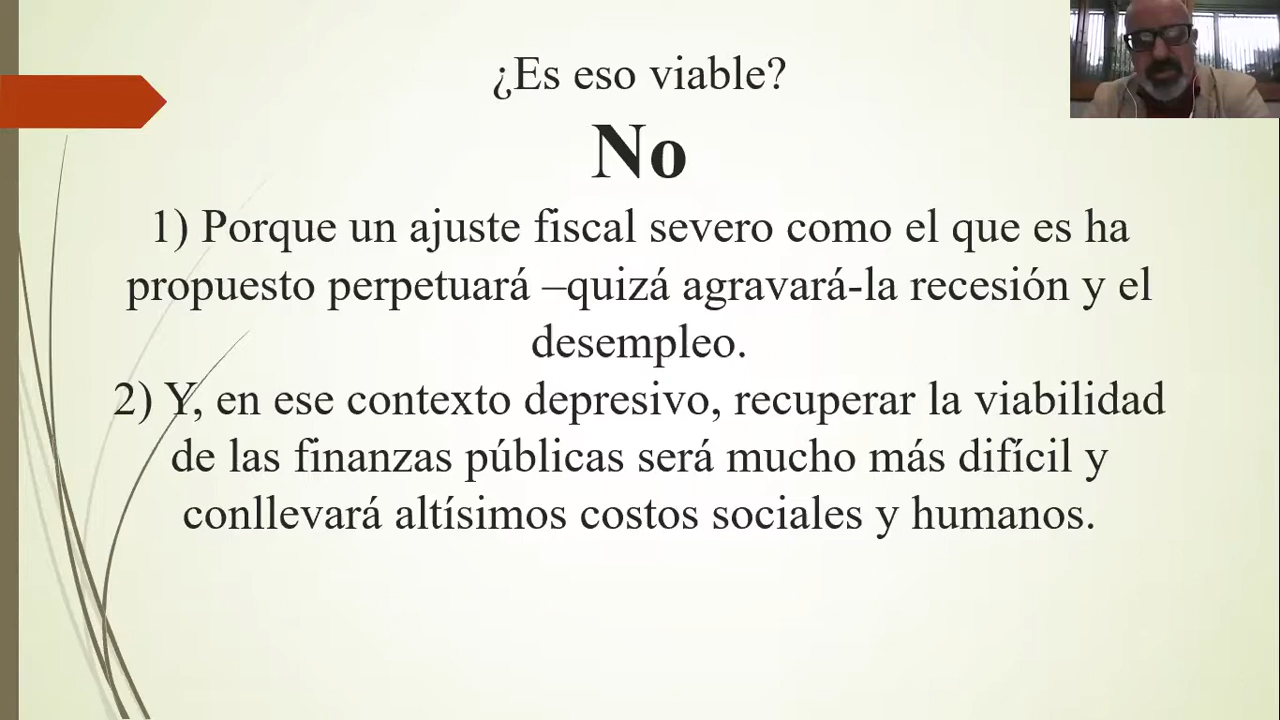 ¿Es eso viable?
No
1) Porque un ajuste fiscal severo como el que es ha
propuesto perpetuará –quizá agravará-la recesión y el
desempleo.
2) Y, en ese contexto depresivo, recuperar la viabilidad
de las finanzas públicas será mucho más difícil y
conllevará altísimos costos sociales y humanos.